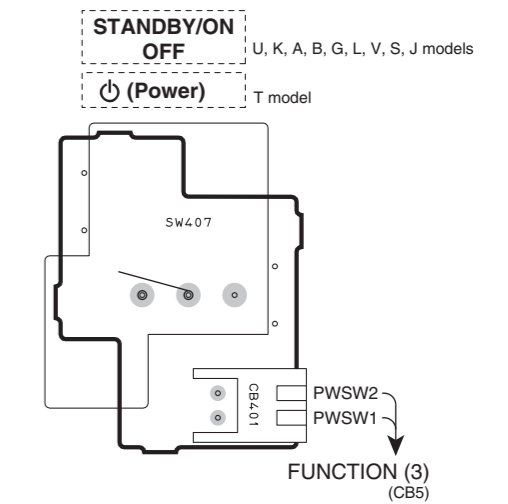 STANDBY/ON
OFF
U, K, A, B, G, L, V, S, J models
(Power)
T model
SW407
CB401
PWSW2
PWSW1
FUNCTION (3)
(CB5)